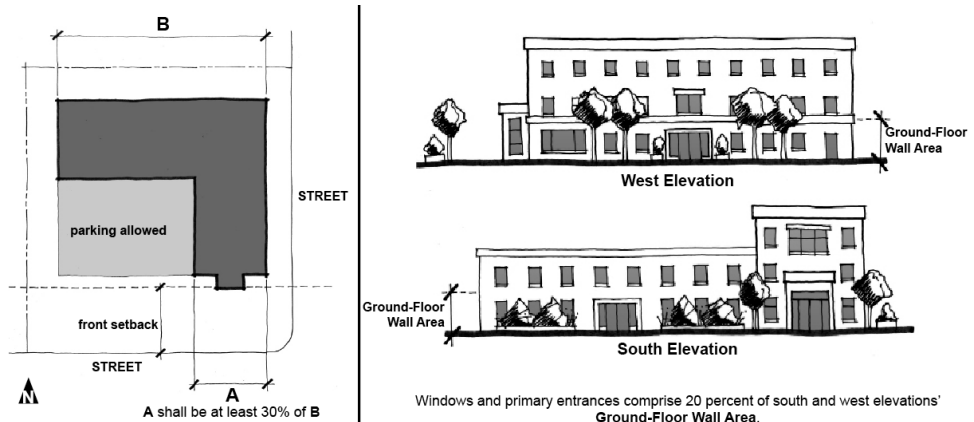 B
STREET
parking allowed
front setback
STREET
N
A
A shall be at least 30% of B
Ground-Floor
Wall Area
West Elevation
Ground-Floor
Wall Area
South Elevation
Windows and primary entrances comprise 20 percent of south and west elevations'
Ground-Floor Wall Area.